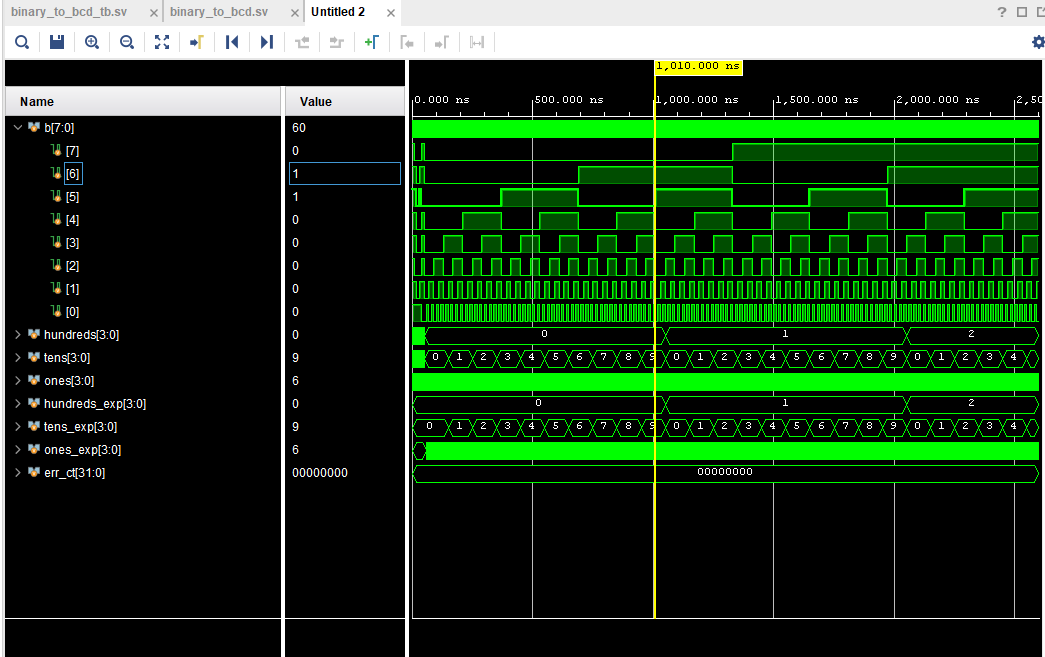 binary_to_bcd_tb.sv × binary_to_bcd.sv × Untitled 2 ×
1,010.000 ns
Name Value
0.000 ns 500.000 ns 1,000.000 ns 1,500.000 ns 2,000.000 ns 2,50
b[7:0] 60
[7] 0
[6] 1
[5] 1
[4] 0
[3] 0
[2] 0
[1] 0
[0] 0
hundreds[3:0] 0 0 1 2
tens[3:0] 9 0 1 2 3 4 5 6 7 8 9 0 1 2 3 4 5 6 7 8 9 0 1 2 3 4
ones[3:0] 6
hundreds_exp[3:0] 0 0 1 2
tens_exp[3:0] 9 0 1 2 3 4 5 6 7 8 9 0 1 2 3 4 5 6 7 8 9 0 1 2 3 4
ones_exp[3:0] 6
err_ct[31:0] 00000000 00000000